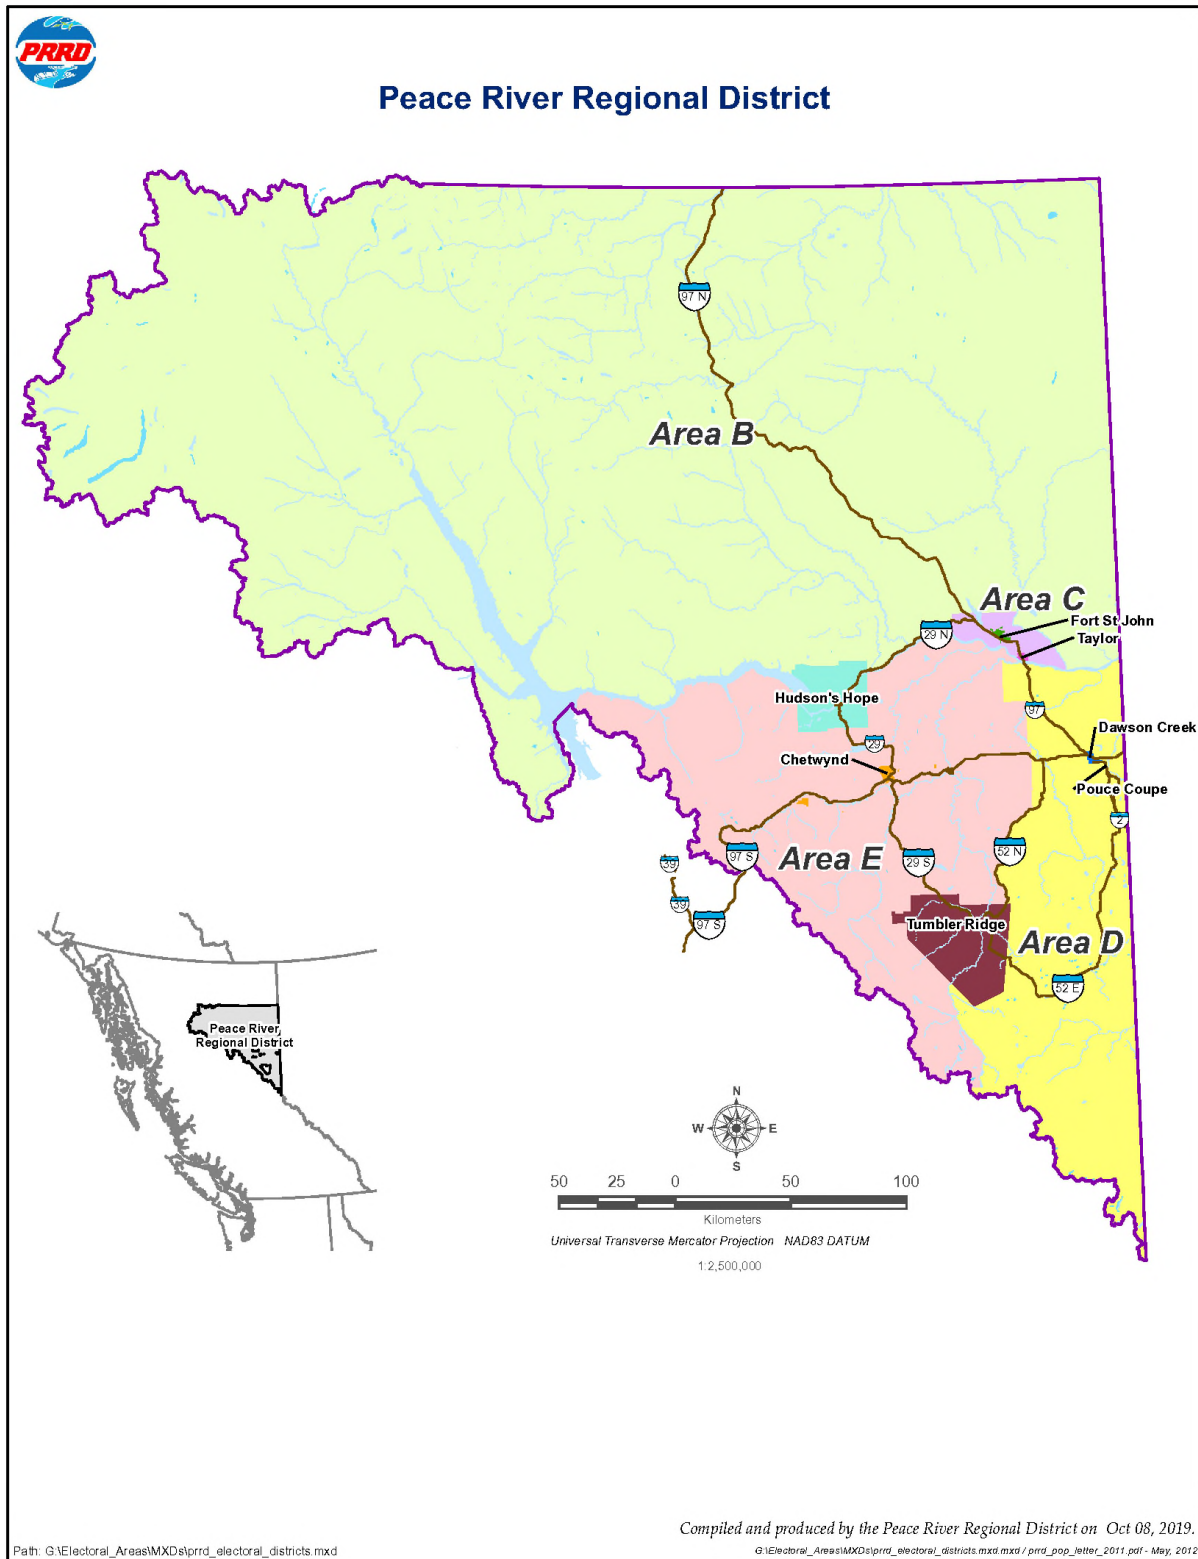 PRRD
Peace River Regional District
97 N
Area B
Area C
Fort St John
29 N
Taylor
Hudson's Hope
97
Dawson Creek
29
Chetwynd
Pouce Coupe
2
97 S
Area E
29 S
52 N
39
39
97 S
Tumbler Ridge
Area D
52 E
Peace River
Regional District
N
W E
S
50 25 0 50 100
Kilometers
Universal Transverse Mercator Projection NAD83 DATUM
1:2,500,000
Compiled and produced by the Peace River Regional District on Oct 08, 2019.
Path: G:\Electoral_Areas\MXDs\prrd_electoral_districts.mxd
G:\Electoral_Areas\MXDs\prrd_electoral_districts.mxd.mxd / prrd_pop_letter_2011.pdf - May, 2012